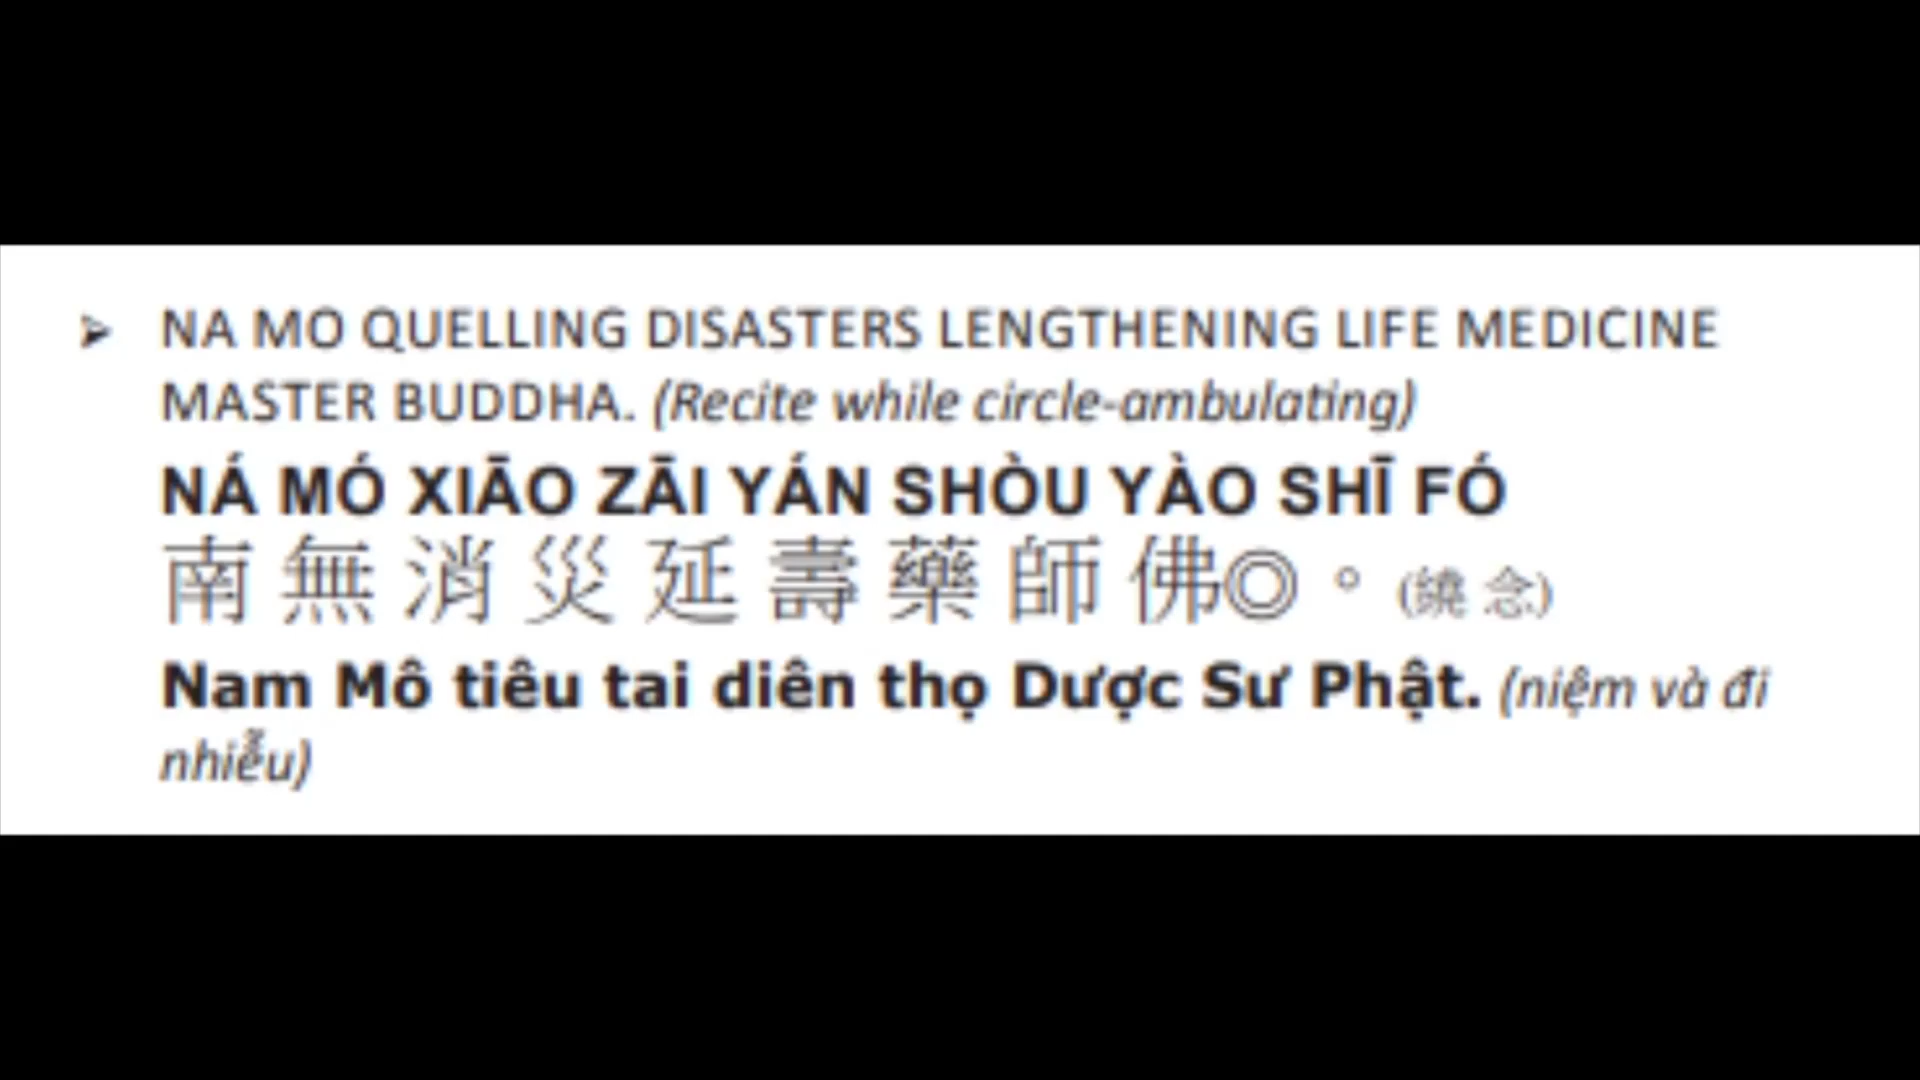 ➢ NA MO QUELLING DISASTERS LENGTHENING LIFE MEDICINE
MASTER BUDDHA. (Recite while circle-ambulating)
NÁ MÓ XIĀO ZĀI YÁN SHÒU YÀO SHĪ FÓ
南 無 消 災 延 壽 藥 師 佛◎。(繞 念)
Nam Mô tiêu tai diên thọ Dược Sư Phật. (niệm và đi
nhiễu)